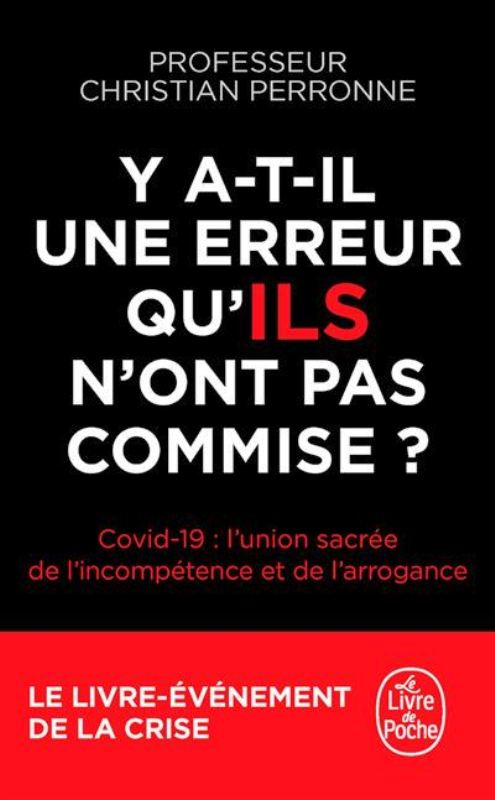 PROFESSEUR
CHRISTIAN PERRONNE
Y A-T-IL
UNE ERREUR
QU'ILS
N'ONT PAS
COMMISE ?
Covid-19 : l'union sacrée
de l'incompétence et de l'arrogance
LE LIVRE-ÉVÉNEMENT
DE LA CRISE
Le
Livre
de
Poche